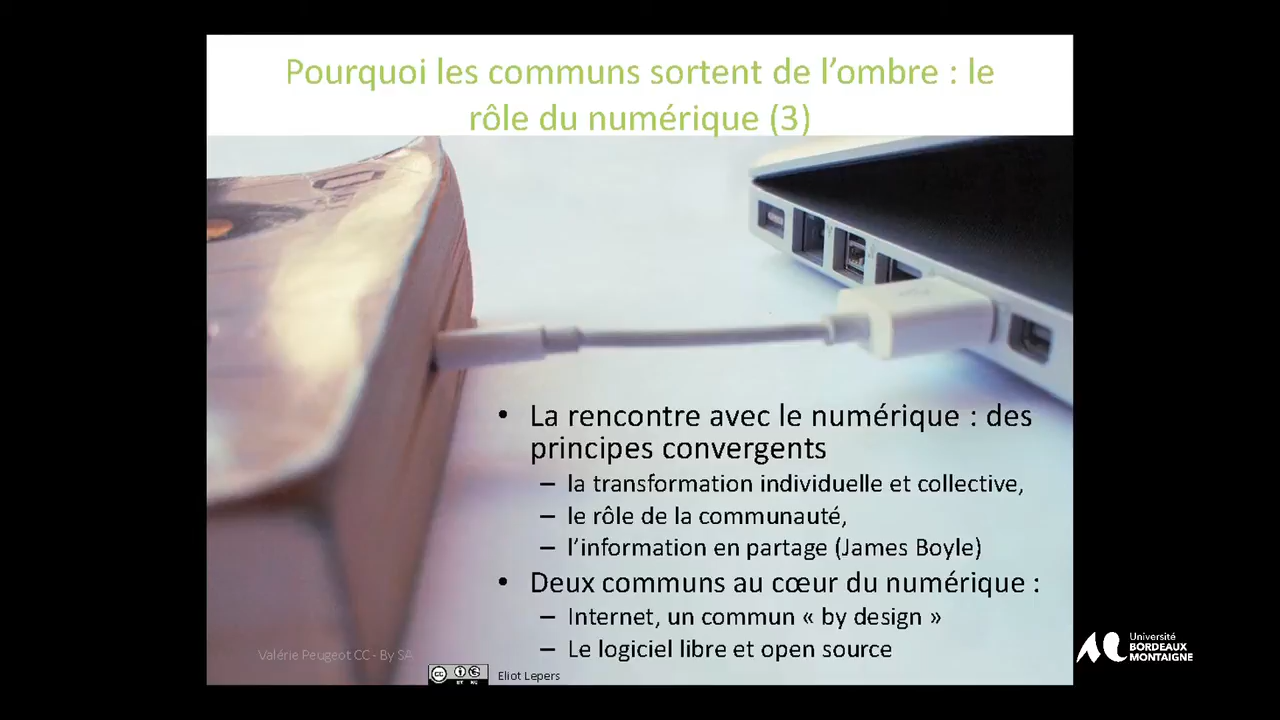 Pourquoi les communs sortent de l’ombre : le
rôle du numérique (3)
• La rencontre avec le numérique : des
principes convergents
– la transformation individuelle et collective,
– le rôle de la communauté,
– l’information en partage (James Boyle)
• Deux communs au cœur du numérique :
– Internet, un commun « by design »
– Le logiciel libre et open source
Valérie Peugeot CC - By SA
Eliot Lepers
Université
BORDEAUX
MONTAIGNE